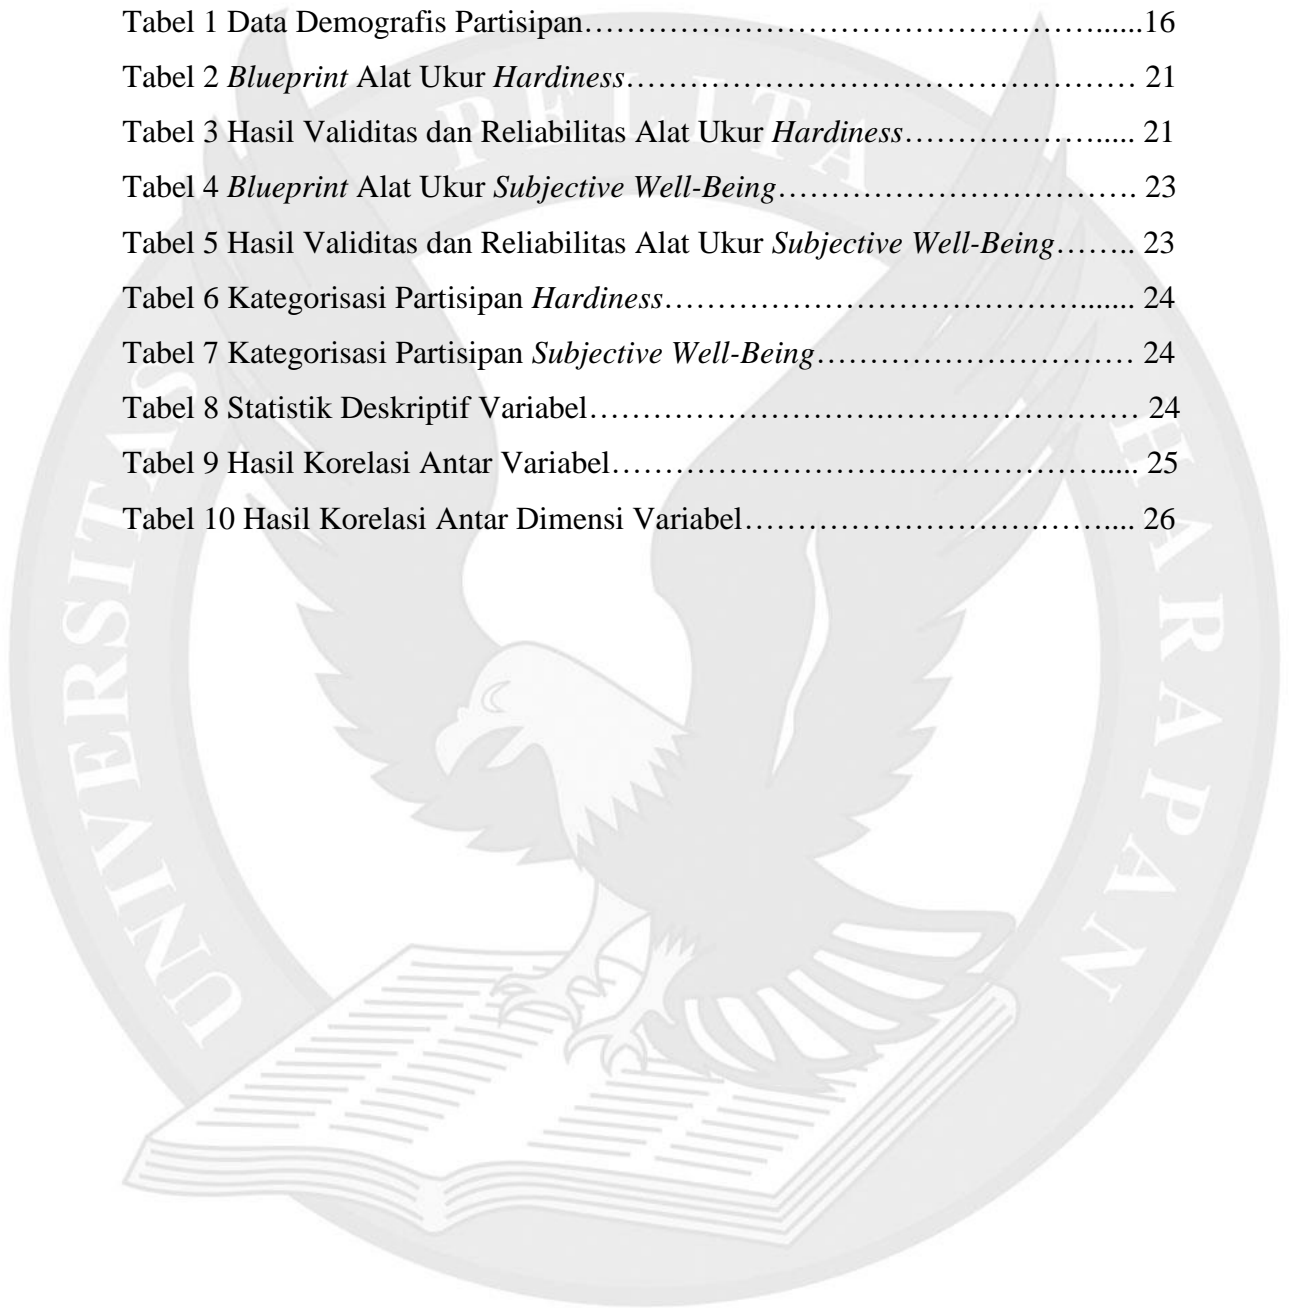 Tabel 1 Data Demografis Partisipan…………………………………………......16
Tabel 2 Blueprint Alat Ukur Hardiness………………………………………… 21
Tabel 3 Hasil Validitas dan Reliabilitas Alat Ukur Hardiness………………..... 21
Tabel 4 Blueprint Alat Ukur Subjective Well-Being……………………………. 23
Tabel 5 Hasil Validitas dan Reliabilitas Alat Ukur Subjective Well-Being…….. 23
Tabel 6 Kategorisasi Partisipan Hardiness…………………………………....... 24
Tabel 7 Kategorisasi Partisipan Subjective Well-Being………………………… 24
Tabel 8 Statistik Deskriptif Variabel……………………….…………………… 24
Tabel 9 Hasil Korelasi Antar Variabel……………………….………………..... 25
Tabel 10 Hasil Korelasi Antar Dimensi Variabel……………………….…….... 26
UNIVERSITAS PELITA HARAPAN